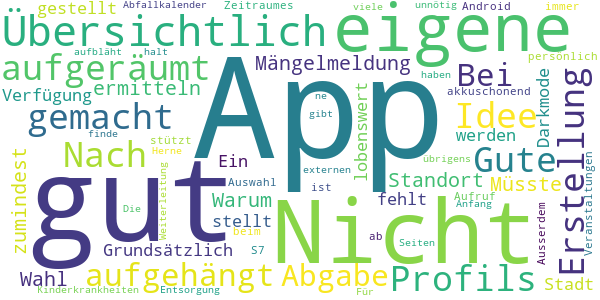 gestellt Abfallkalender Zeitraumes viele unnötig Android immer
Übersichtlich eigene
aufbläht halt
aufgeräumt App Mängelmeldung persönlich
Verfügung ermitteln haben Bei akkuschonend
gemacht ne gibt lobenswert Idee Darkmode Erstellung
finde stützt werden
Nach Herne Ein externen übrigens Gute
zumindest gut Weiterleitung Auswahl ist Standort Müsste Veranstaltungen
Die Warum Nicht fehlt Aufruf
stellt Anfang
Grundsätzlich beim S7 ab Seiten Ausserdem
Wahl aufgehängt Abgabe Profils Stadt
Kinderkrankheiten Entsorgung Für